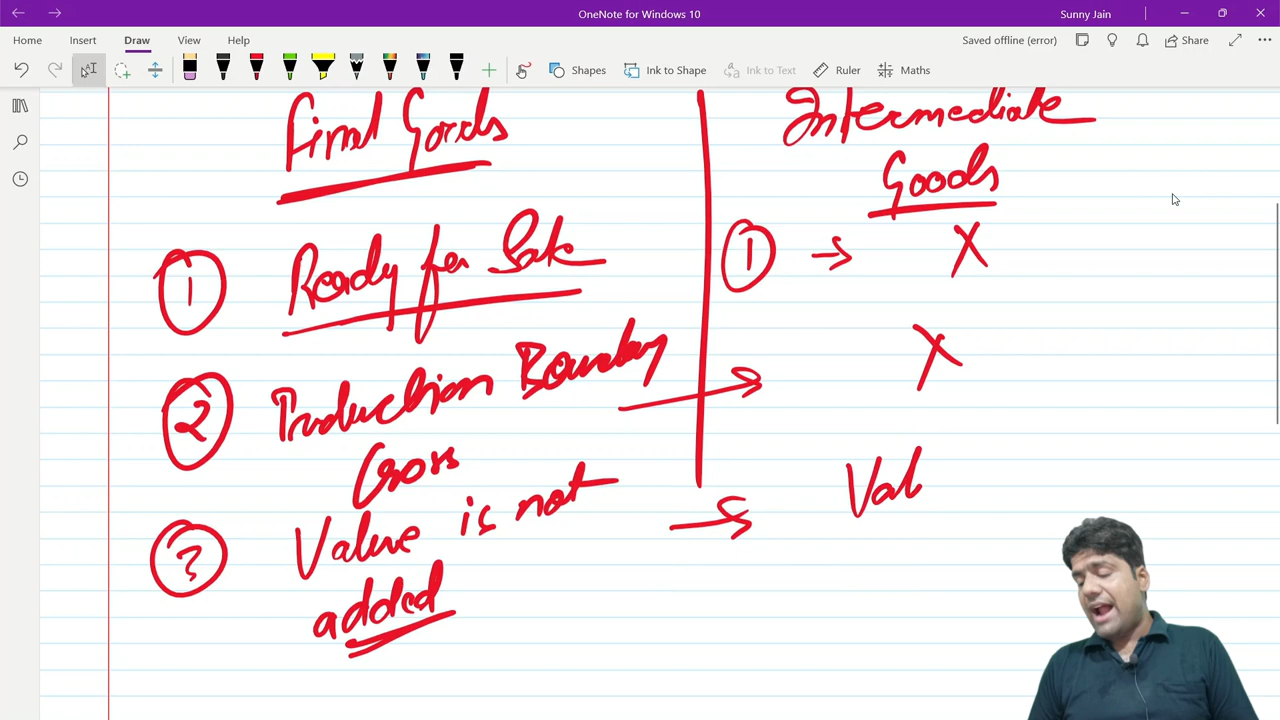 OneNote for Windows 10
Sunny Jain
Home Insert Draw View Help
Saved offline (error)
Share
Shapes
Ink to Shape
Ink to Text
Ruler
Maths
Final Goods
① Ready for Sale
② Production Boundary
Cross
③ Value is not
added
Intermediate
Goods
① → X
→ X
→ Val